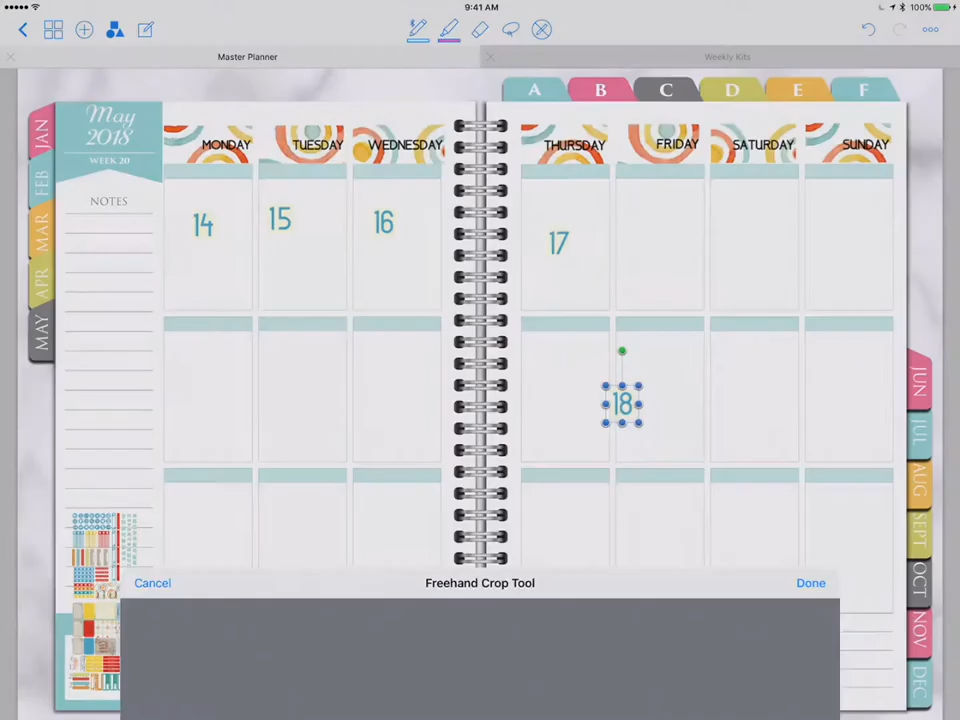 9:41 AM
100%
Master Planner
Weekly Kits
A B C D E F
May
2018
WEEK 20
NOTES
MONDAY TUESDAY WEDNESDAY THURSDAY FRIDAY SATURDAY SUNDAY
14 15 16 17
18
JAN
FEB
MAR
APR
MAY
JUN
JUL
AUG
SEPT
OCT
NOV
DEC
Cancel Freehand Crop Tool Done